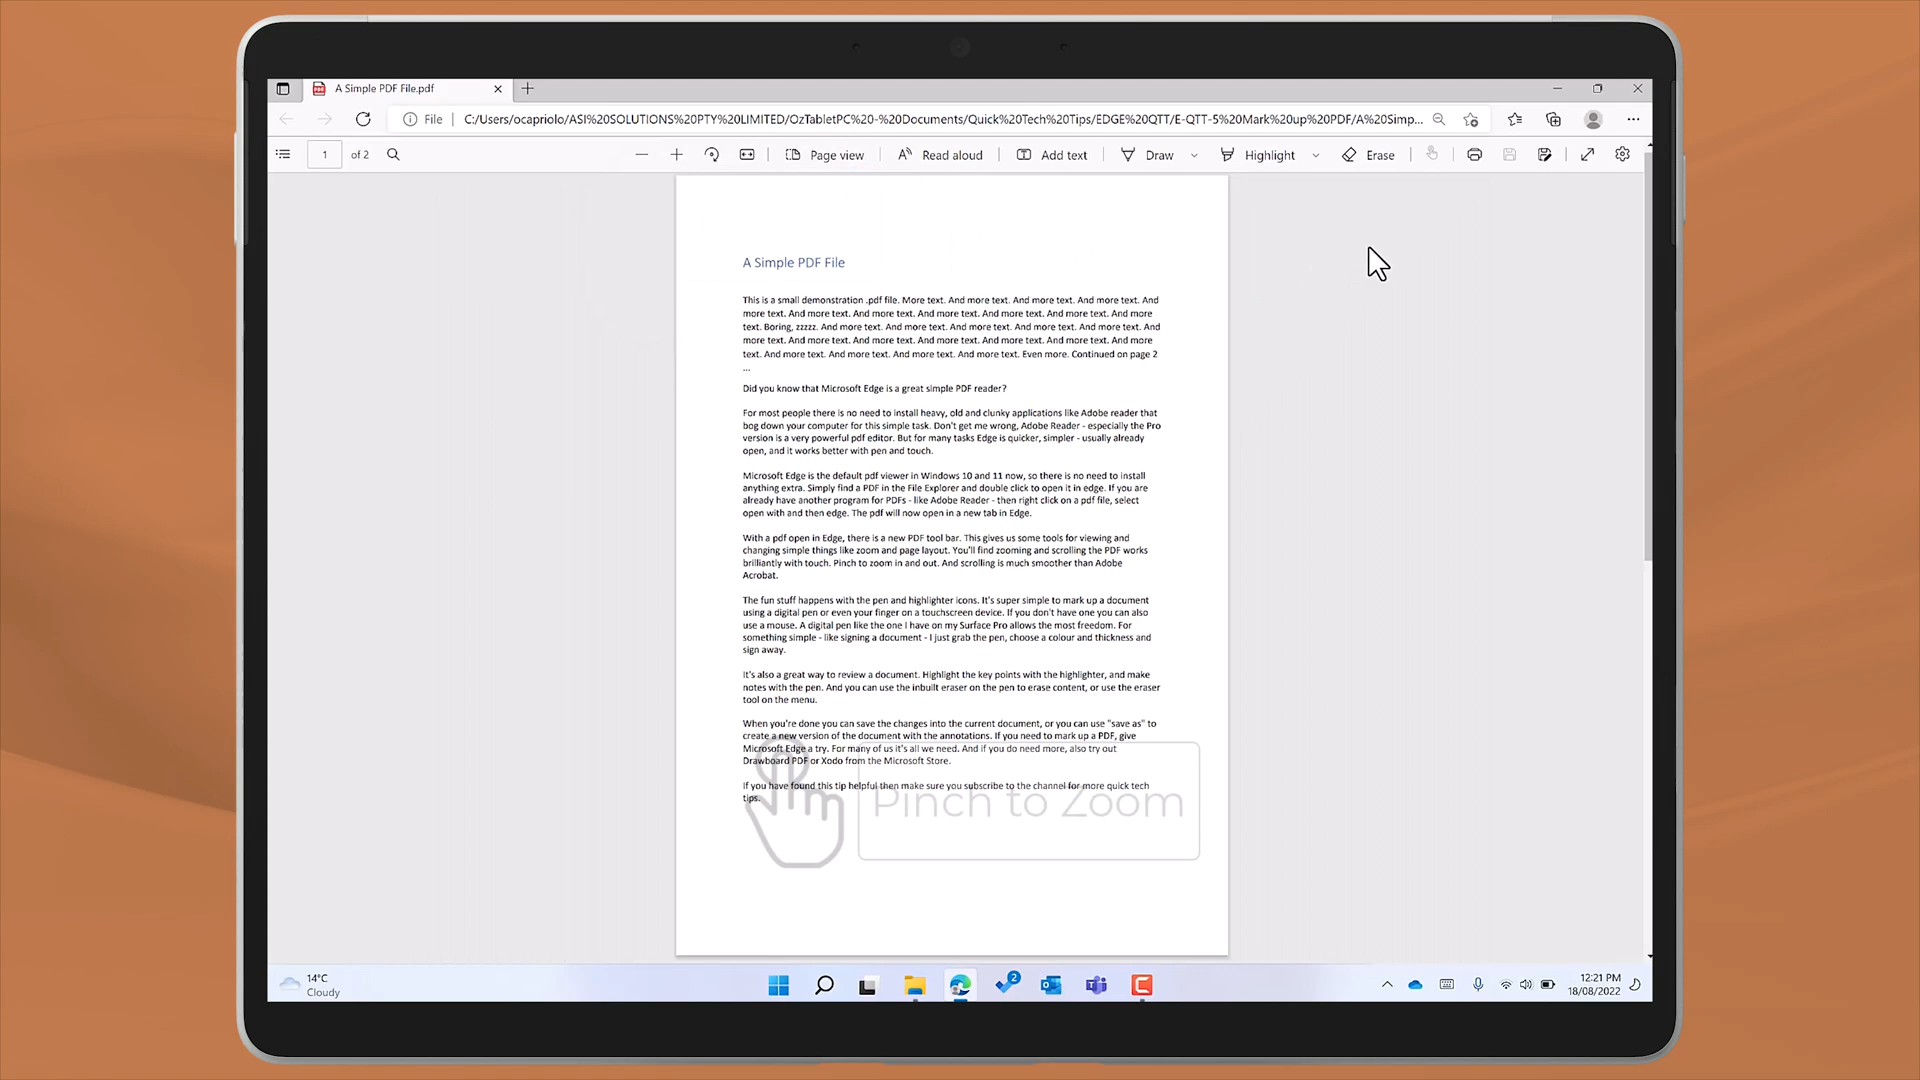 A Simple PDF File.pdf
File
C:/Users/ocapriolo/ASI%20SOLUTIONS%20PTY%20LIMITED/OzTabletPC%20-%20Documents/Quick%20Tech%20Tips/EDGE%20QTT/E-QTT-5%20Mark%20up%20PDF/A%20Simp...
1 of 2
Page view
Read aloud
Add text
Draw
Highlight
Erase
A Simple PDF File
This is a small demonstration .pdf file. More text. And more text. And more text. And more text. And
more text. And more text. And more text. And more text. And more text. And more text. And more
text. Boring, zzzzz. And more text. And more text. And more text. And more text. And more text. And
more text. And more text. And more text. And more text. And more text. And more text. And more
text. And more text. And more text. And more text. And more text. Even more. Continued on page 2
...
Did you know that Microsoft Edge is a great simple PDF reader?
For most people there is no need to install heavy, old and clunky applications like Adobe reader that
bog down your computer for this simple task. Don't get me wrong, Adobe Reader - especially the Pro
version is a very powerful pdf editor. But for many tasks Edge is quicker, simpler - usually already
open, and it works better with pen and touch.
Microsoft Edge is the default pdf viewer in Windows 10 and 11 now, so there is no need to install
anything extra. Simply find a PDF in the File Explorer and double click to open it in edge. If you are
already have another program for PDFs - like Adobe Reader - then right click on a pdf file, select
open with and then edge. The pdf will now open in a new tab in Edge.
With a pdf open in Edge, there is a new PDF tool bar. This gives us some tools for viewing and
changing simple things like zoom and page layout. You'll find zooming and scrolling the PDF works
brilliantly with touch. Pinch to zoom in and out. And scrolling is much smoother than Adobe
Acrobat.
The fun stuff happens with the pen and highlighter icons. It's super simple to mark up a document
using a digital pen or even your finger on a touchscreen device. If you don't have one you can also
use a mouse. A digital pen like the one I have on my Surface Pro allows the most freedom. For
something simple - like signing a document - I just grab the pen, choose a colour and thickness and
sign away.
It's also a great way to review a document. Highlight the key points with the highlighter, and make
notes with the pen. And you can use the inbuilt eraser on the pen to erase content, or use the eraser
tool on the menu.
When you're done you can save the changes into the current document, or you can use "save as" to
create a new version of the document with the annotations. If you need to mark up a PDF, give
Microsoft Edge a try. For many of us it's all we need. And if you do need more, also try out
Drawboard PDF or Xodo from the Microsoft Store.
If you have found this tip helpful then make sure you subscribe to the channel for more quick tech
tips.
Pinch to Zoom
14°C
Cloudy
2
12:21 PM
18/08/2022